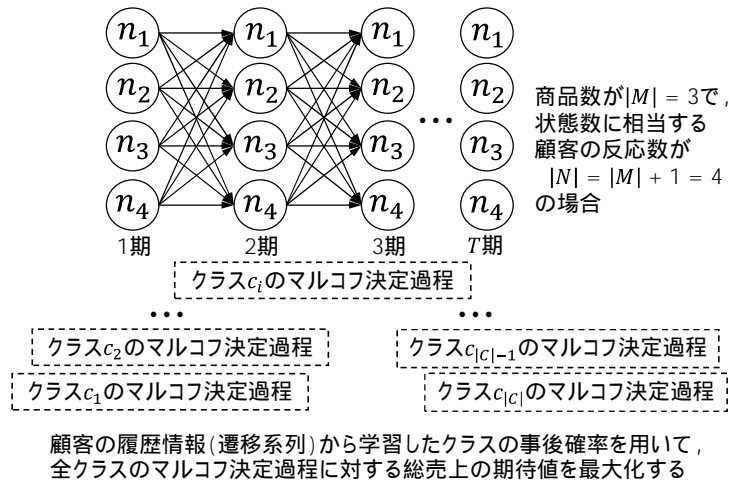 n₁ n₁ n₁ n₁
n₂ n₂ n₂ n₂
n₃ n₃ n₃ … n₃
n₄ n₄ n₄ n₄
1期 2期 3期 T期
商品数が|M| = 3で,
状態数に相当する
顧客の反応数が
|N| = |M| + 1 = 4
の場合
クラスcᵢのマルコフ決定過程
… …
クラスc₂のマルコフ決定過程 クラスc|C|−1のマルコフ決定過程
クラスc₁のマルコフ決定過程 クラスc|C|のマルコフ決定過程
顧客の履歴情報(遷移系列)から学習したクラスの事後確率を用いて,
全クラスのマルコフ決定過程に対する総売上の期待値を最大化する